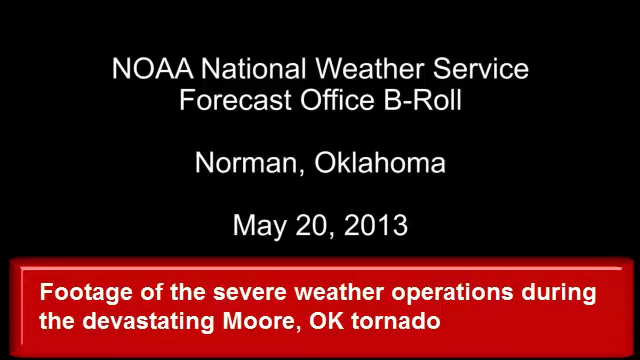 NOAA National Weather Service
Forecast Office B-Roll
Norman, Oklahoma
May 20, 2013
Footage of the severe weather operations during
the devastating Moore, OK tornado